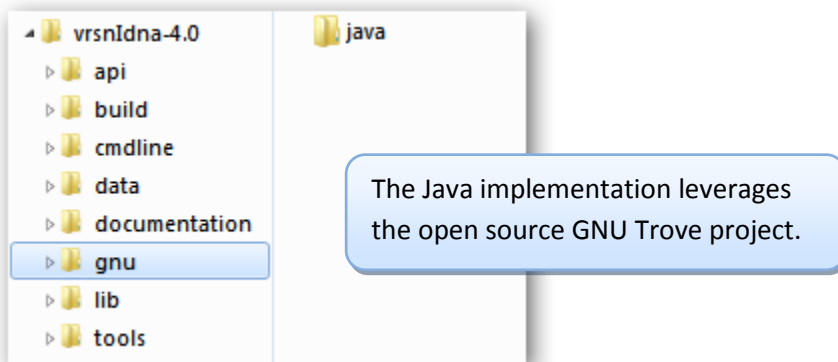 vrsnIdna-4.0
api
build
cmdline
data
documentation
gnu
lib
tools
java
The Java implementation leverages
the open source GNU Trove project.